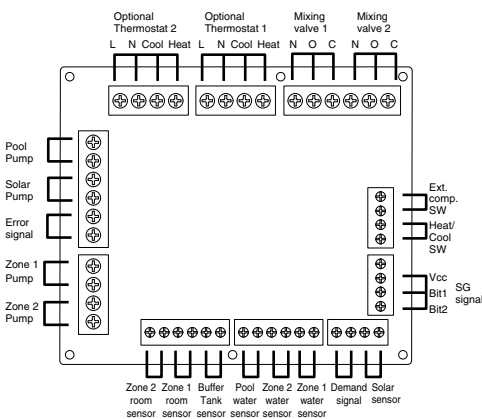 Optional Thermostat 2
Optional Thermostat 1
Mixing valve 1
Mixing valve 2
L N Cool Heat
L N Cool Heat
N O C
N O C
Pool Pump
Solar Pump
Error signal
Zone 1 Pump
Zone 2 Pump
Ext. comp. SW
Heat/ Cool SW
Vcc
Bit1
Bit2
SG signal
Zone 2 room sensor
Zone 1 room sensor
Buffer Tank sensor
Pool water sensor
Zone 2 water sensor
Zone 1 water sensor
Demand signal
Solar sensor